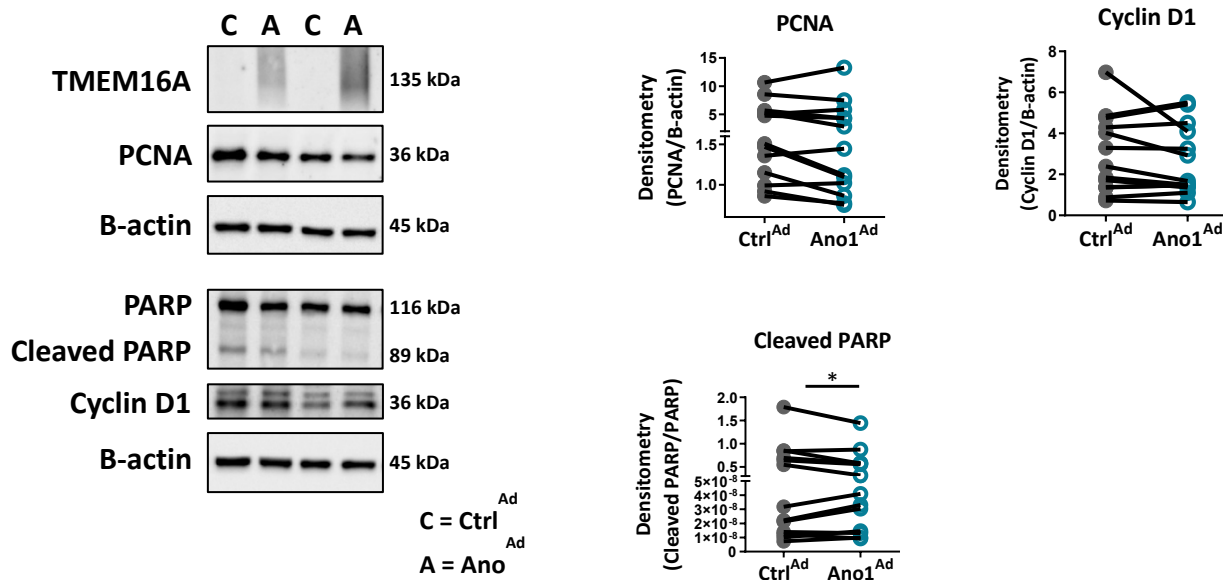 C A C A
TMEM16A 135 kDa
PCNA 36 kDa
B-actin 45 kDa
PARP 116 kDa
Cleaved PARP 89 kDa
Cyclin D1 36 kDa
B-actin 45 kDa
C = Ctrl^Ad
A = Ano^Ad
PCNA
Densitometry
(PCNA/B-actin)
15
10
5
1.5
1.0
Ctrl^Ad Ano1^Ad
Cyclin D1
Densitometry
(Cyclin D1/B-actin)
8
6
4
2
0
Ctrl^Ad Ano1^Ad
Cleaved PARP
*
Densitometry
(Cleaved PARP/PARP)
2.0
1.5
1.0
0.5
5×10⁻⁸
4×10⁻⁸
3×10⁻⁸
2×10⁻⁸
1×10⁻⁸
0
Ctrl^Ad Ano1^Ad